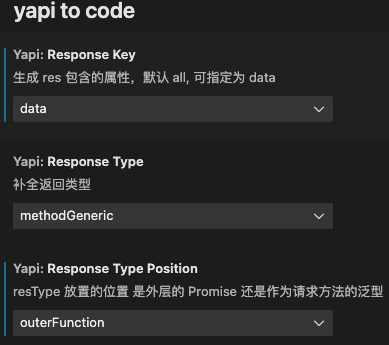 yapi to code
Yapi: Response Key
生成 res 包含的属性，默认 all, 可指定为 data
data
Yapi: Response Type
补全返回类型
methodGeneric
Yapi: Response Type Position
resType 放置的位置 是外层的 Promise 还是作为请求方法的泛型
outerFunction